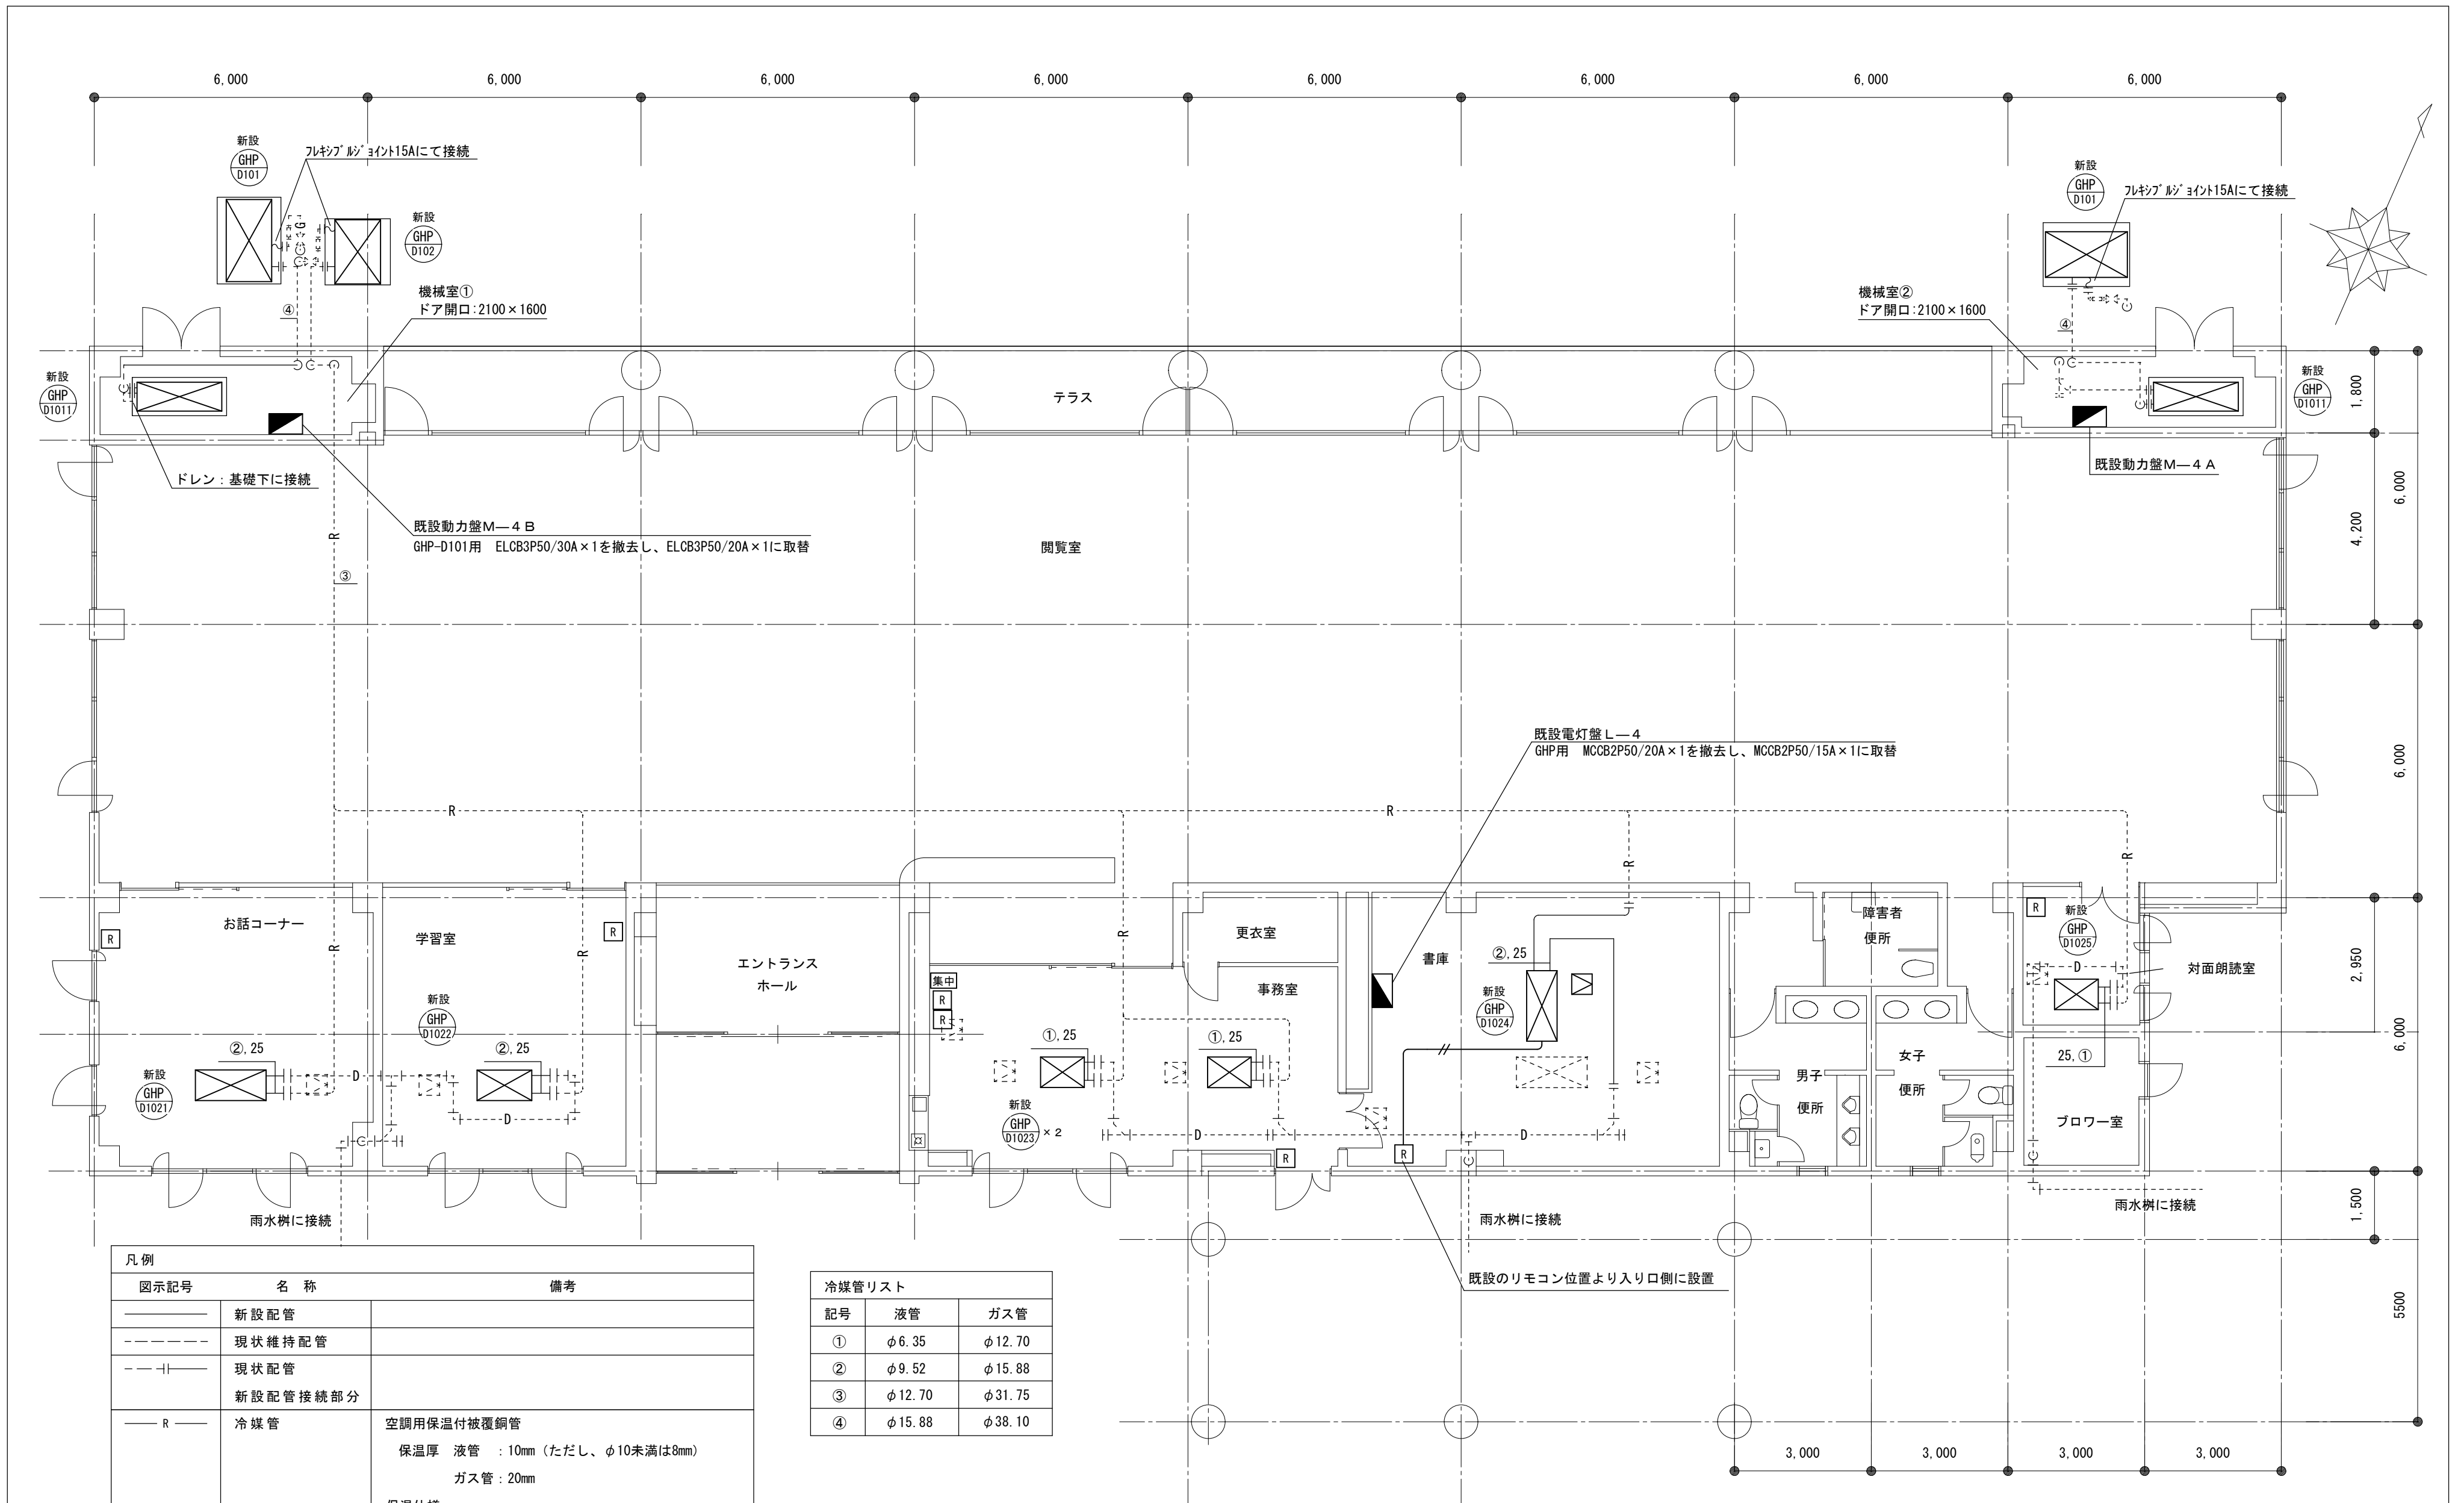 6,000 6,000 6,000 6,000 6,000 6,000 6,000 6,000
新設
GHP
D101
フレキシブルジョイント15Aにて接続
新設
GHP
D102
G
④
機械室①
ドア開口：2100×1600
新設
GHP
D101
フレキシブルジョイント15Aにて接続
機械室②
ドア開口：2100×1600
④
新設
GHP
D1011
ドレン：基礎下に接続
既設動力盤M―４Ｂ
GHP-D101用　ELCB3P50/30A×1を撤去し、ELCB3P50/20A×1に取替
テラス
閲覧室
新設
GHP
D1011
既設動力盤M―４Ａ
1,800
4,200
6,000
R
③
既設電灯盤Ｌ―４
GHP用　MCCB2P50/20A×1を撤去し、MCCB2P50/15A×1に取替
6,000
R
R
R
R
お話コーナー
R
R
学習室
R
R
エントランス
ホール
新設
GHP
D1021
②,25
新設
GHP
D1022
②,25
D
D
雨水桝に接続
集中
R
R
R
更衣室
事務室
①,25
①,25
新設
GHP
D1023
×２
D
D
R
書庫
②,25
新設
GHP
D1024
R
雨水桝に接続
既設のリモコン位置より入り口側に設置
障害者
便所
男子
便所
女子
便所
R
新設
GHP
D1025
D
対面朗読室
25,①
ブロワー室
雨水桝に接続
2,950
6,000
1,500
5500
3,000 3,000 3,000 3,000
凡例
図示記号 名　称 備考
新設配管
現状維持配管
現状配管
新設配管接続部分
R 冷媒管 空調用保温付被覆銅管
保温厚　液管　：10mm（ただし、φ10未満は8mm）
ガス管：20mm
冷媒管リスト
記号 液管 ガス管
① φ6.35 φ12.70
② φ9.52 φ15.88
③ φ12.70 φ31.75
④ φ15.88 φ38.10